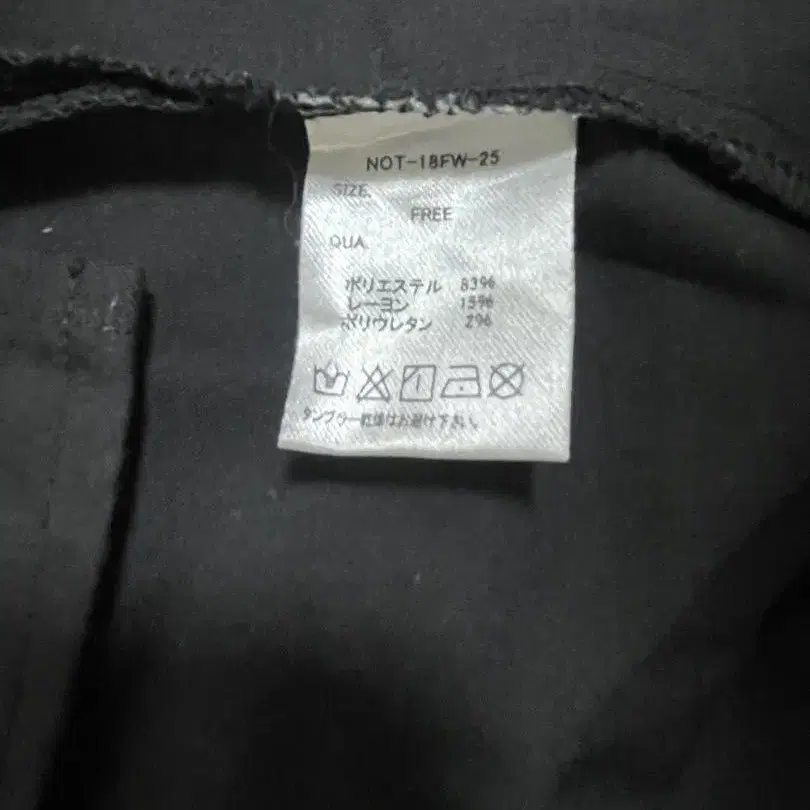 NOT-18FW-25
SIZE.
FREE
QUA.
ポリエステル 83%
レーヨン 15%
ポリウレタン 2%
タンブラー乾燥はお避け下さい。